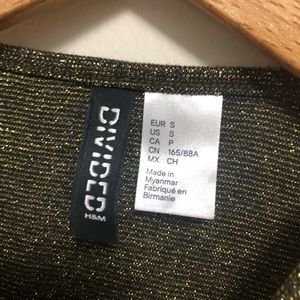 DIVIDED
H&M
EUR S
US S
CA P
CN 165/88A
MX CH
Made in
Myanmar
Fabriqué en
Birmanie